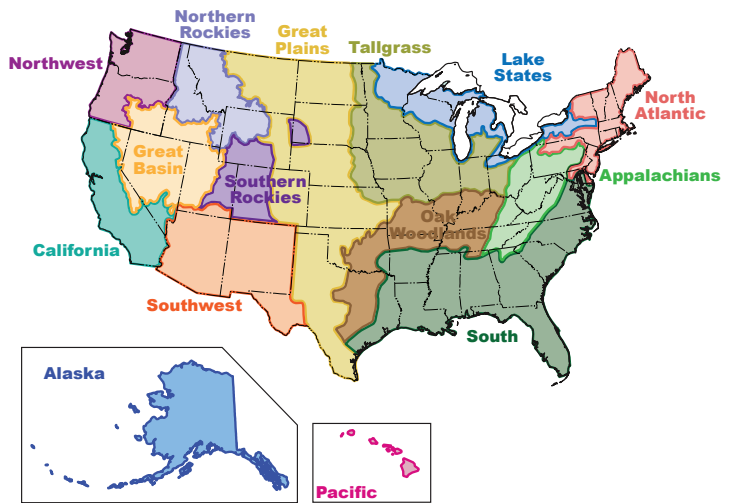 Northern
Rockies
Great
Plains
Tallgrass
Lake
States
Northwest
North
Atlantic
Great
Basin
Southern
Rockies
Appalachians
Oak
Woodlands
California
Southwest
South
Alaska
Pacific